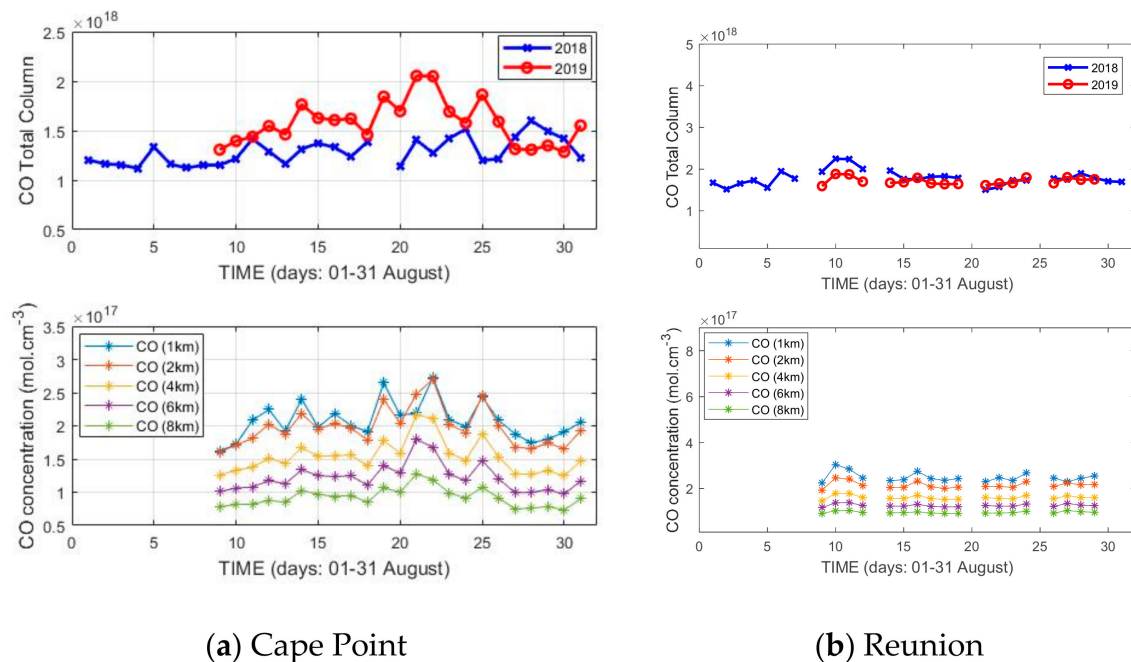 ×10^18
2.5
2
1.5
1
0.5
CO Total Column
2018
2019
0 5 10 15 20 25 30
TIME (days: 01-31 August)
×10^17
3.5
3
2.5
2
1.5
1
0.5
CO concentration (mol.cm^-3)
CO (1km)
CO (2km)
CO (4km)
CO (6km)
CO (8km)
0 5 10 15 20 25 30
TIME (days: 01-31 August)
(a) Cape Point
×10^18
5
4
3
2
1
CO Total Column
2018
2019
0 5 10 15 20 25 30
TIME (days: 01-31 August)
×10^17
8
6
4
2
CO concentration (mol.cm^-3)
CO (1km)
CO (2km)
CO (4km)
CO (6km)
CO (8km)
0 5 10 15 20 25 30
TIME (days: 01-31 August)
(b) Reunion